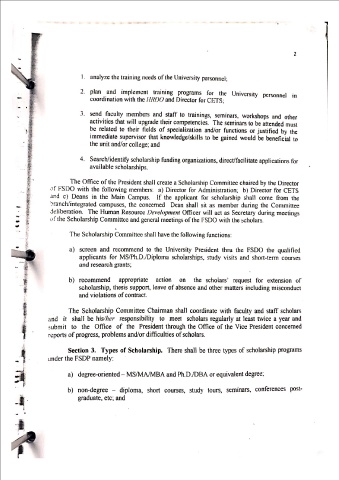 2
1. analyze the training needs of the University personnel;
2. plan and implement training programs for the University personnel in
coordination with the HRDO and Director for CETS;
3. send faculty members and staff to trainings, seminars, workshops and other
activities that will upgrade their competencies. The seminars to be attended must
be related to their fields of specialization and/or functions or justified by the
immediate supervisor that knowledge/skills to be gained would be beneficial to
the unit and/or college; and
4. Search/identify scholarship funding organizations, direct/facilitate applications for
available scholarships.
The Office of the President shall create a Scholarship Committee chaired by the Director
of FSDO with the following members: a) Director for Administration, b) Director for CETS
and c) Deans in the Main Campus. If the applicant for scholarship shall come from the
branch/integrated campuses, the concerned Dean shall sit as member during the Committee
deliberation. The Human Resource Development Officer will act as Secretary during meetings
of the Scholarship Committee and general meetings of the FSDO with the scholars.
The Scholarship Committee shall have the following functions:
a) screen and recommend to the University President thru the FSDO the qualified
applicants for MS/Ph.D./Diploma scholarships, study visits and short-term courses
and research grants;
b) recommend appropriate action on the scholars' request for extension of
scholarship, thesis support, leave of absence and other matters including misconduct
and violations of contract.
The Scholarship Committee Chairman shall coordinate with faculty and staff scholars
and it shall be his/her responsibility to meet scholars regularly at least twice a year and
submit to the Office of the President through the Office of the Vice President concerned
reports of progress, problems and/or difficulties of scholars.
Section 3. Types of Scholarship. There shall be three types of scholarship programs
under the FSDP namely:
a) degree-oriented – MS/MA/MBA and Ph.D./DBA or equivalent degree;
b) non-degree – diploma, short courses, study tours, seminars, conferences post-
graduate, etc; and